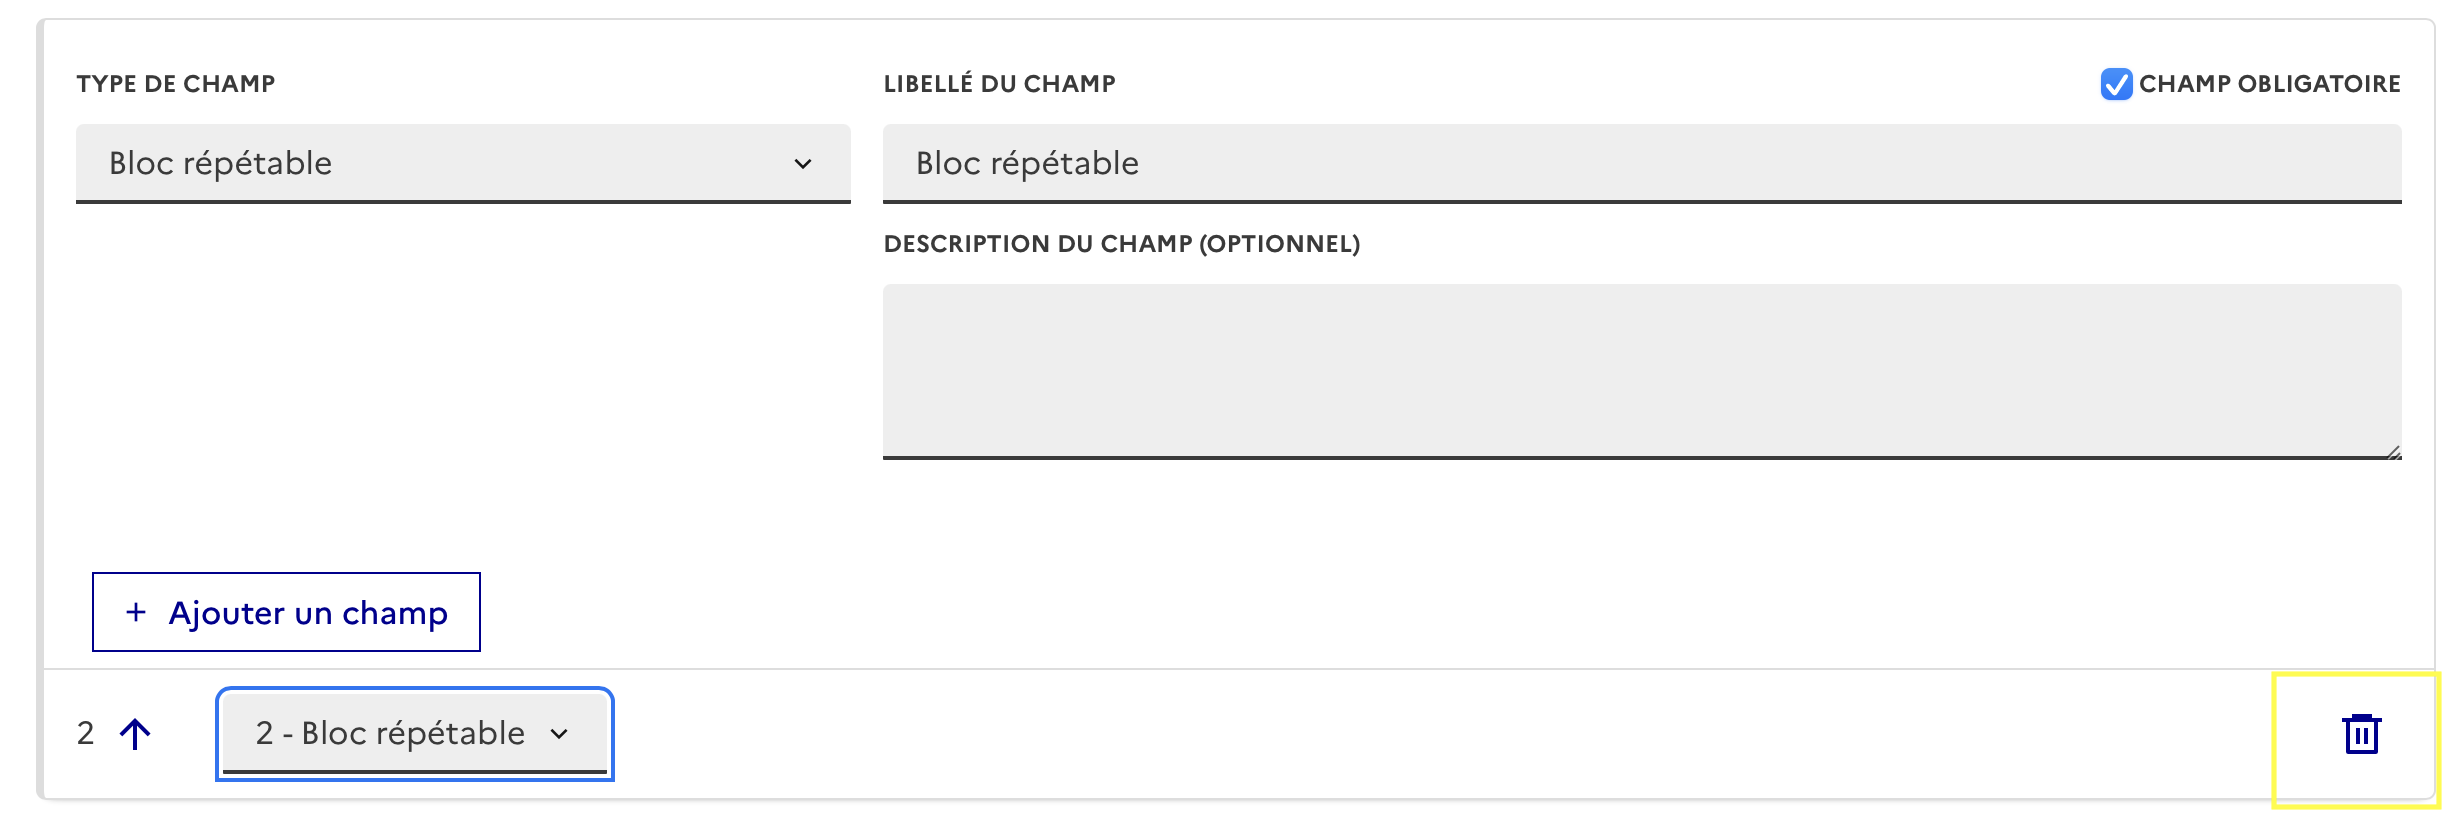 TYPE DE CHAMP
LIBELLÉ DU CHAMP
CHAMP OBLIGATOIRE
Bloc répétable
Bloc répétable
DESCRIPTION DU CHAMP (OPTIONNEL)
+ Ajouter un champ
2
2 - Bloc répétable